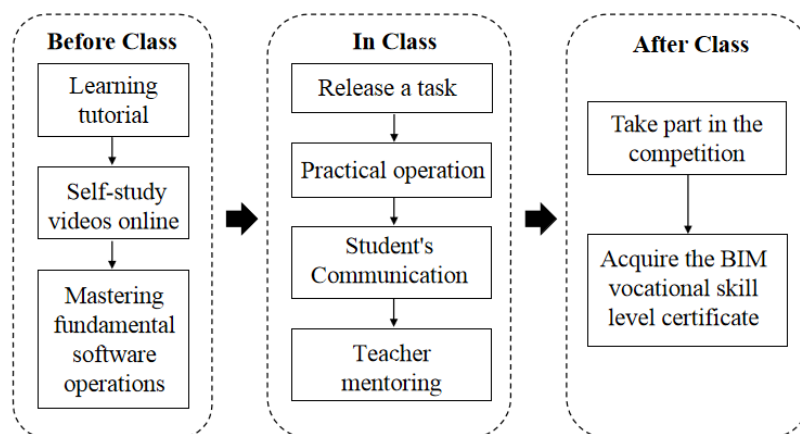 Before Class
Learning
tutorial
Self-study
videos online
Mastering
fundamental
software
operations
In Class
Release a task
Practical operation
Student's
Communication
Teacher
mentoring
After Class
Take part in the
competition
Acquire the BIM
vocational skill
level certificate